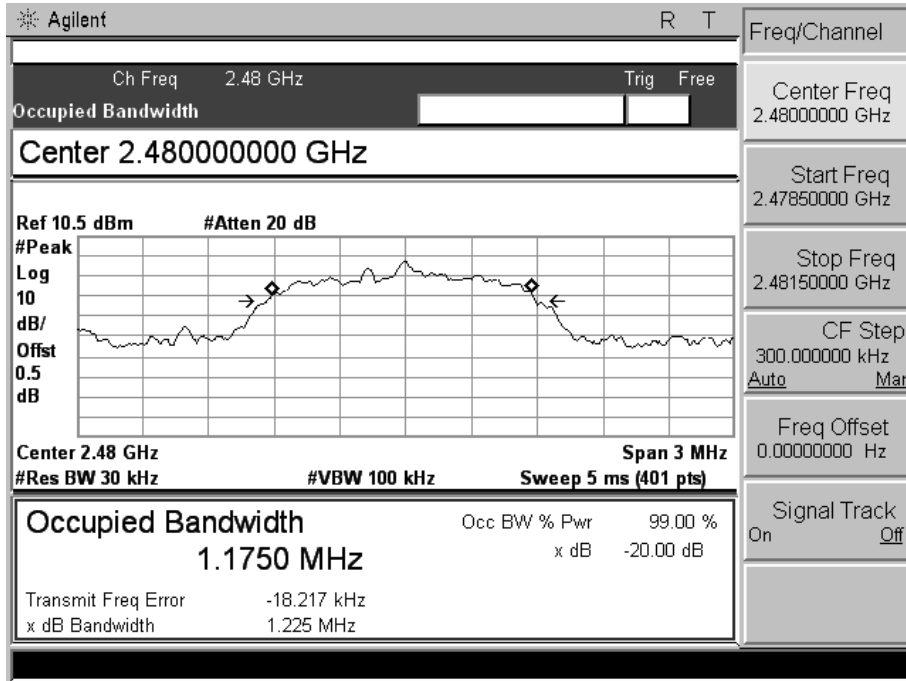 Agilent R T
Ch Freq 2.48 GHz Trig Free
Occupied Bandwidth
Center 2.480000000 GHz
Ref 10.5 dBm #Atten 20 dB
#Peak
Log
10
dB/
Offst
0.5
dB
Center 2.48 GHz Span 3 MHz
#Res BW 30 kHz #VBW 100 kHz Sweep 5 ms (401 pts)
Occupied Bandwidth Occ BW % Pwr 99.00 %
1.1750 MHz x dB -20.00 dB
Transmit Freq Error -18.217 kHz
x dB Bandwidth 1.225 MHz
Freq/Channel
Center Freq
2.48000000 GHz
Start Freq
2.47850000 GHz
Stop Freq
2.48150000 GHz
CF Step
300.000000 kHz
Auto Mar
Freq Offset
0.00000000 Hz
Signal Track
On Off